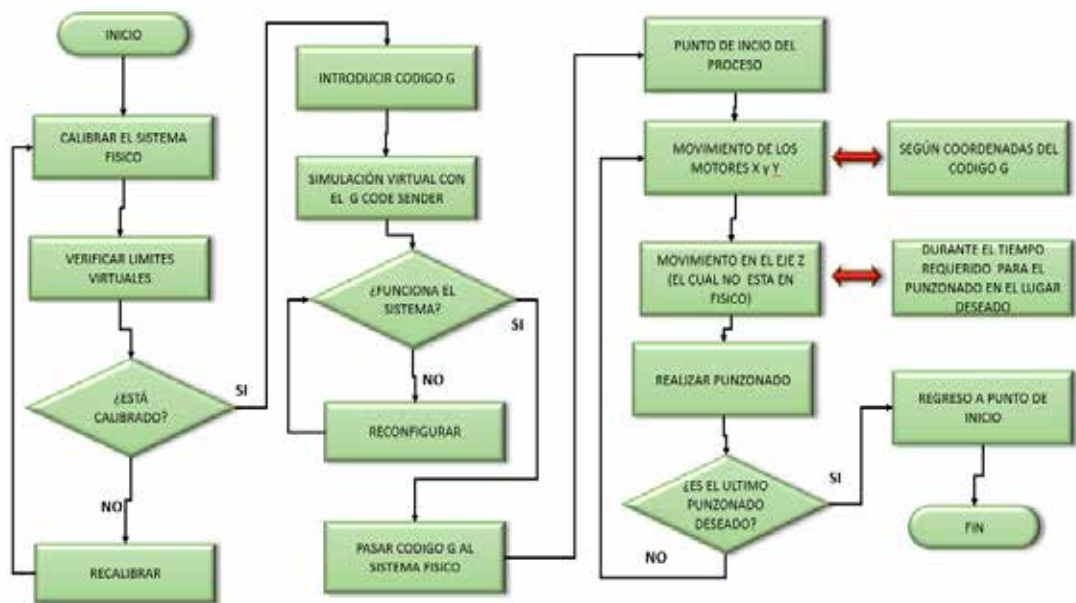 INICIO
CALIBRAR EL SISTEMA
FISICO
VERIFICAR LIMITES
VIRTUALES
¿ESTÁ
CALIBRADO?
SI
NO
RECALIBRAR
INTRODUCIR CODIGO G
SIMULACIÓN VIRTUAL CON
EL G CODE SENDER
¿FUNCIONA EL
SISTEMA?
SI
NO
RECONFIGURAR
PASAR CODIGO G AL
SISTEMA FISICO
PUNTO DE INCIO DEL
PROCESO
MOVIMIENTO DE LOS
MOTORES X y Y
SEGÚN COORDENADAS DEL
CODIGO G
MOVIMIENTO EN EL EJE Z
(EL CUAL NO ESTA EN
FISICO)
DURANTE EL TIEMPO
REQUERIDO PARA EL
PUNZONADO EN EL LUGAR
DESEADO
REALIZAR PUNZONADO
¿ES EL ULTIMO
PUNZONADO
DESEADO?
SI
NO
REGRESO A PUNTO DE
INICIO
FIN